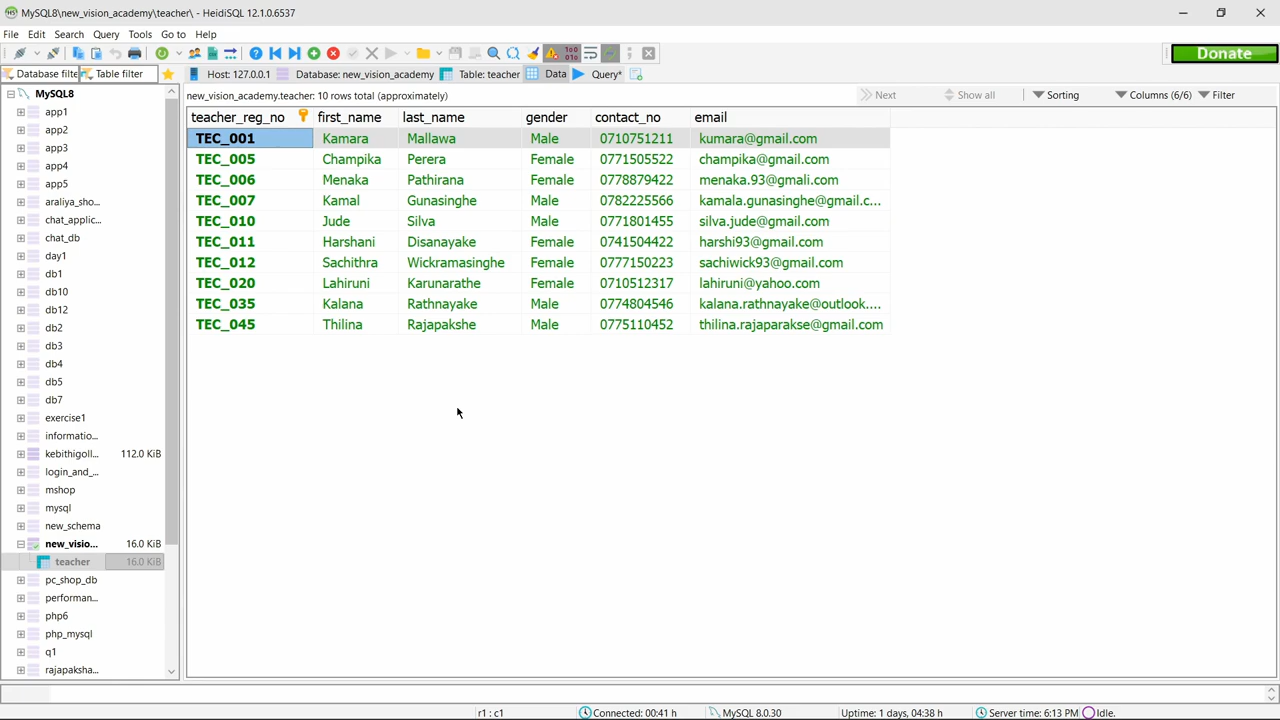 MySQL8\new_vision_academy\teacher\ - HeidiSQL 12.1.0.6537
File Edit Search Query Tools Go to Help
Donate
Database filte Table filter Host: 127.0.0.1 Database: new_vision_academy Table: teacher Data Query*
MySQL8
app1
app2
app3
app4
app5
araliya_sho...
chat_applic...
chat_db
day1
db1
db10
db12
db2
db3
db4
db5
db7
exercise1
informatio...
kebithigoll... 112.0 KiB
login_and_...
mshop
mysql
new_schema
new_visio... 16.0 KiB
teacher 16.0 KiB
pc_shop_db
performan...
php6
php_mysql
q1
rajapaksha...
new_vision_academy.teacher: 10 rows total (approximately) Next Show all Sorting Columns (6/6) Filter
teacher_reg_no first_name last_name gender contact_no email
TEC_001 Kamara Mallawa Male 0710751211 kumara@gmail.com
TEC_005 Champika Perera Female 0771505522 champika@gmail.com
TEC_006 Menaka Pathirana Female 0778879422 menaka.93@gmali.com
TEC_007 Kamal Gunasinghe Male 0782225566 kamala.gunasinghe@gmail.c...
TEC_010 Jude Silva Male 0771801455 silva.jude@gmail.com
TEC_011 Harshani Disanayake Female 0741504422 harshi93@gmail.com
TEC_012 Sachithra Wickramasinghe Female 0777150223 sachiwick93@gmail.com
TEC_020 Lahiruni Karunarathe Female 0710512317 lahiruni@yahoo.com
TEC_035 Kalana Rathnayake Male 0774804546 kalana.rathnayake@outlook....
TEC_045 Thilina Rajapakshe Male 0775110452 thilina.rajaparakse@gmail.com
r1 : c1 Connected: 00:41 h MySQL 8.0.30 Uptime: 1 days, 04:38 h Server time: 6:13 PM Idle.